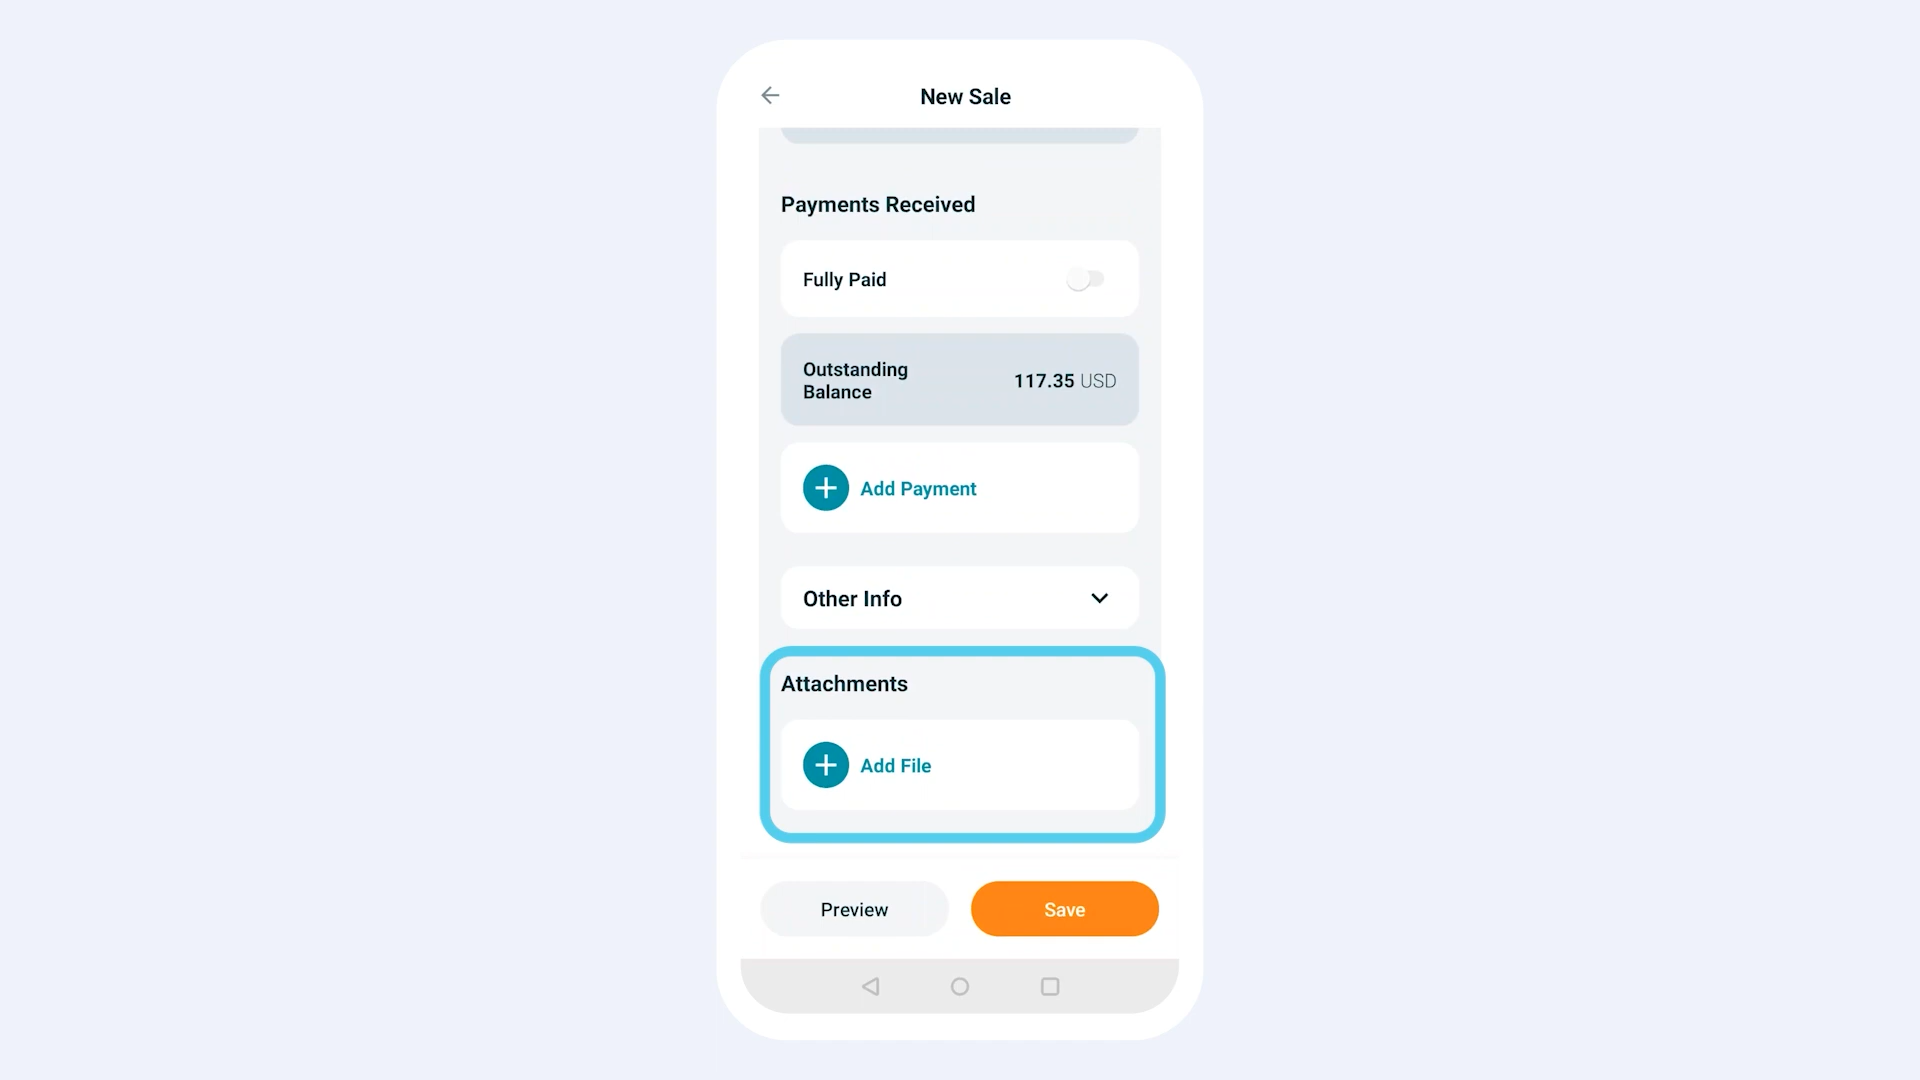 New Sale
Payments Received
Fully Paid
Outstanding
Balance
117.35 USD
Add Payment
Other Info
Attachments
Add File
Preview
Save